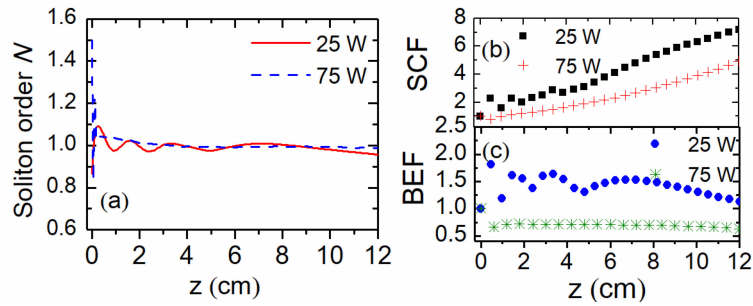 Soliton order N
1.6
1.4
1.2
1.0
0.8
0.6
0 2 4 6 8 10 12
z (cm)
(a)
25 W
75 W
SCF
8
6
4
2
(b)
25 W
75 W
BEF
2.5
2.0
1.5
1.0
0.5
(c)
25 W
75 W
0 2 4 6 8 10 12
z (cm)